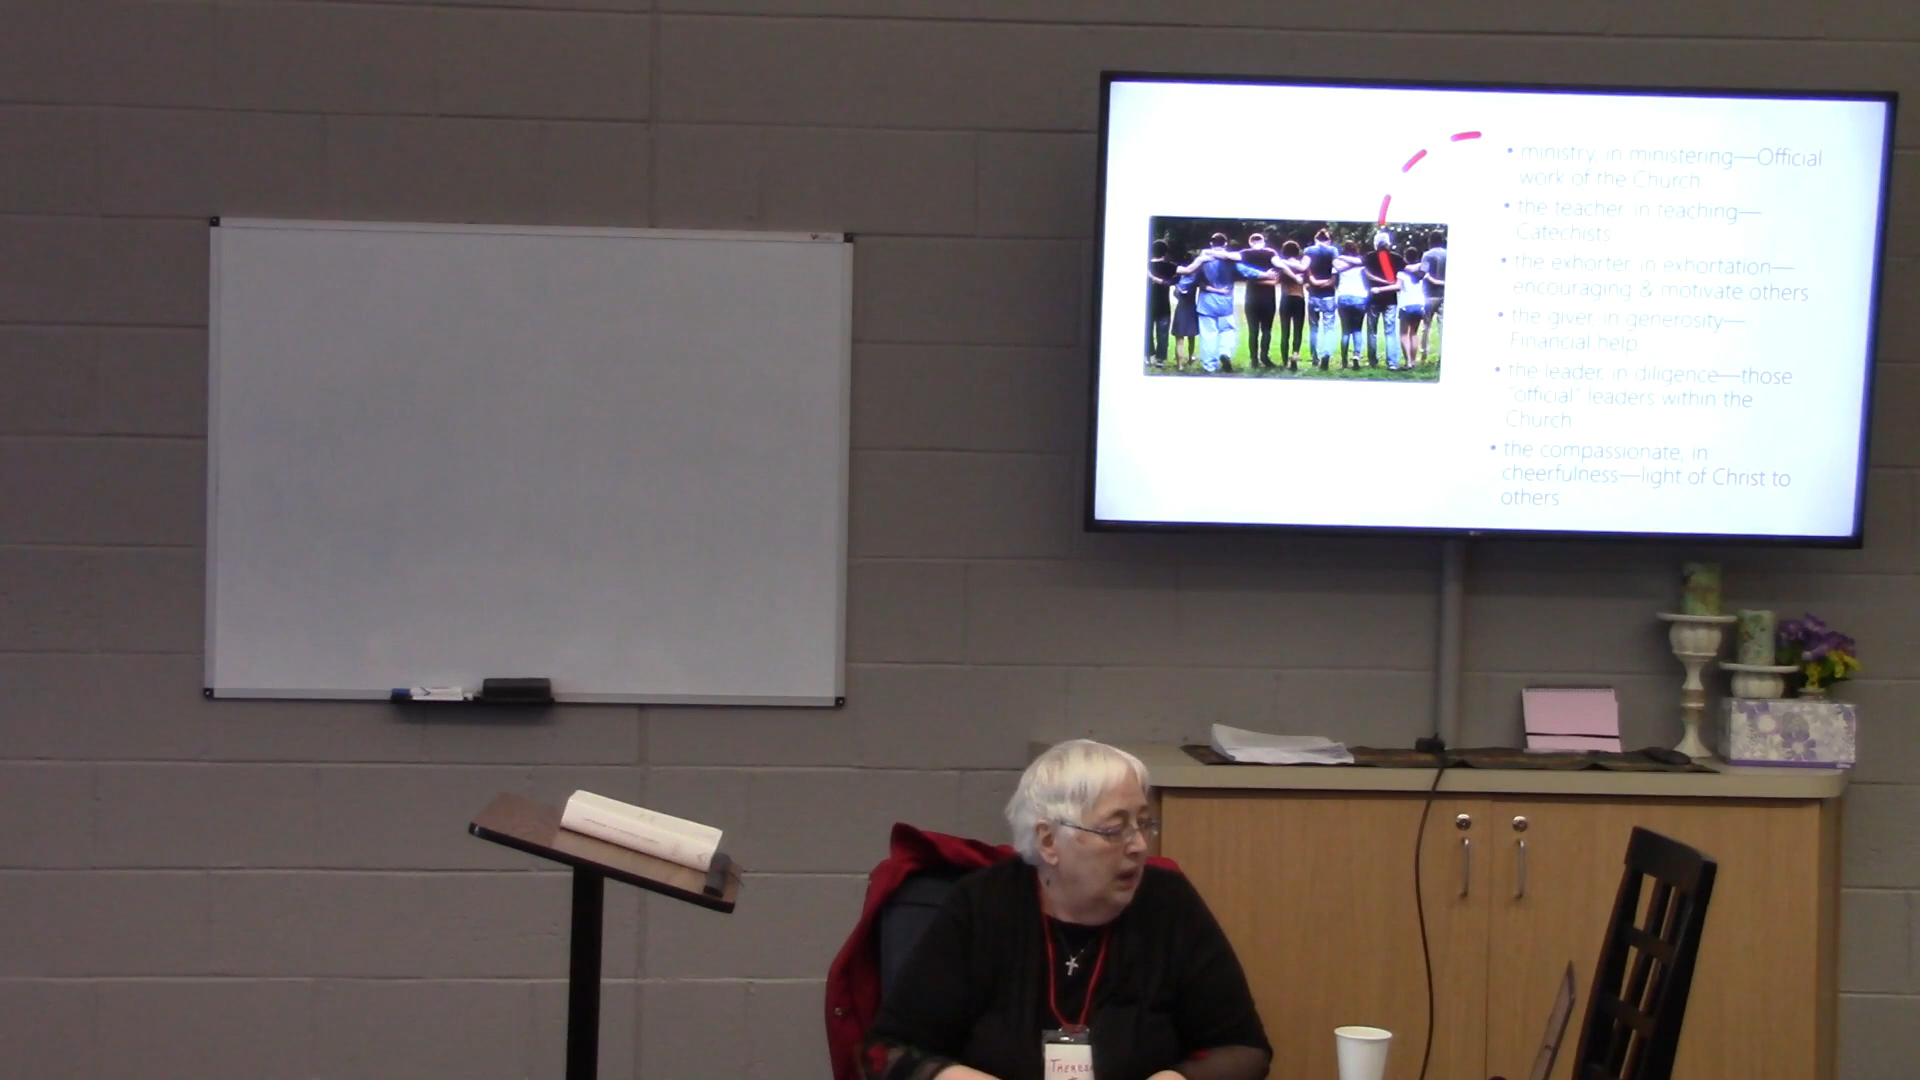 • ministry, in ministering—Official
work of the Church
• the teacher, in teaching—
Catechists
• the exhorter, in exhortation—
encouraging & motivate others
• the giver, in generosity—
Financial help
• the leader, in diligence—those
"official" leaders within the
Church
• the compassionate, in
cheerfulness—light of Christ to
others
THERESA